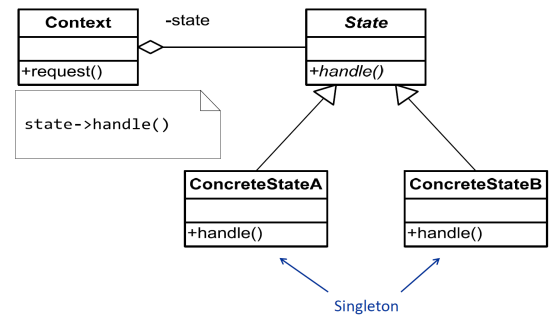 Context
-state
State
+request()
+handle()
state->handle()
ConcreteStateA
ConcreteStateB
+handle()
+handle()
Singleton